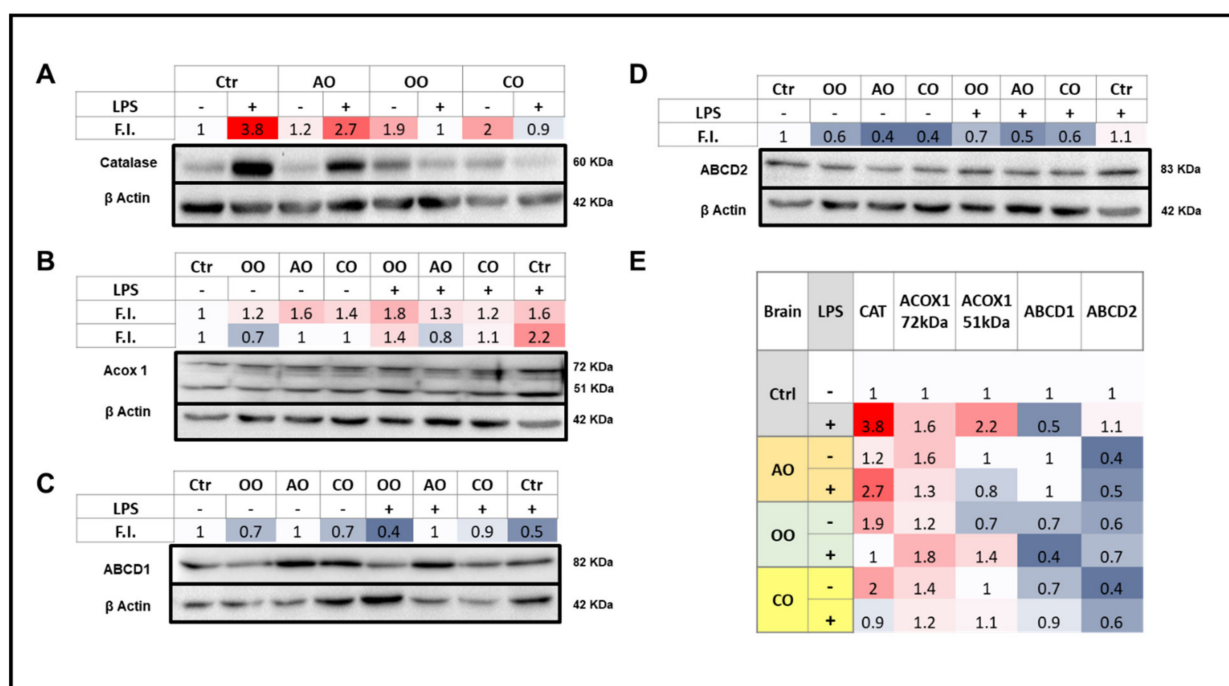 A
Ctr AO OO CO
LPS - + - + - + - +
F.I. 1 3.8 1.2 2.7 1.9 1 2 0.9
Catalase 60 KDa
β Actin 42 KDa
B
Ctr OO AO CO OO AO CO Ctr
LPS - - - - + + + +
F.I. 1 1.2 1.6 1.4 1.8 1.3 1.2 1.6
F.I. 1 0.7 1 1 1.4 0.8 1.1 2.2
Acox 1 72 KDa
51 KDa
β Actin 42 KDa
C
Ctr OO AO CO OO AO CO Ctr
LPS - - - - + + + +
F.I. 1 0.7 1 0.7 0.4 1 0.9 0.5
ABCD1 82 KDa
β Actin 42 KDa
D
Ctr OO AO CO OO AO CO Ctr
LPS - - - - + + + +
F.I. 1 0.6 0.4 0.4 0.7 0.5 0.6 1.1
ABCD2 83 KDa
β Actin 42 KDa
E
Brain LPS CAT ACOX1 72kDa ACOX1 51kDa ABCD1 ABCD2
Ctrl - 1 1 1 1 1
+ 3.8 1.6 2.2 0.5 1.1
AO - 1.2 1.6 1 1 0.4
+ 2.7 1.3 0.8 1 0.5
OO - 1.9 1.2 0.7 0.7 0.6
+ 1 1.8 1.4 0.4 0.7
CO - 2 1.4 1 0.7 0.4
+ 0.9 1.2 1.1 0.9 0.6